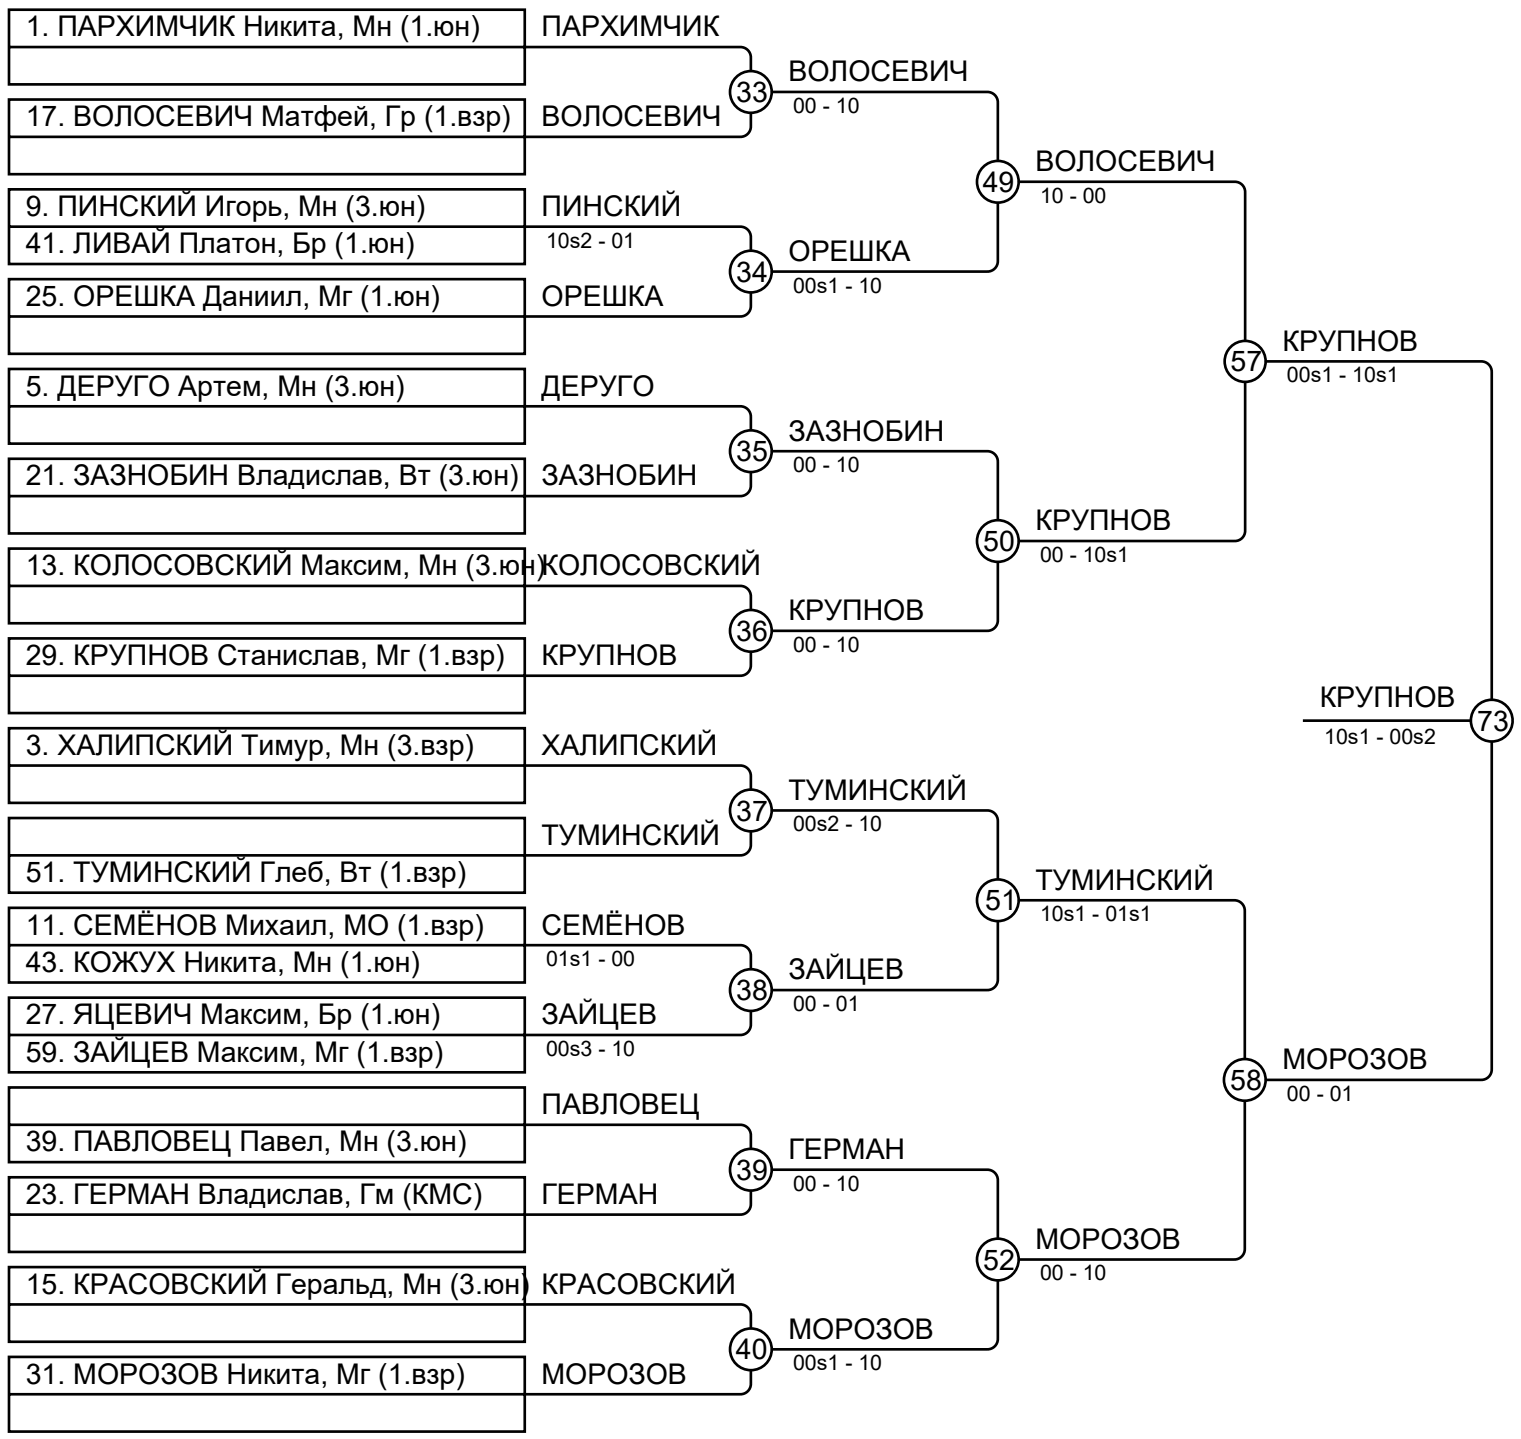 1. ПАРХИМЧИК Никита, Мн (1.юн)
ПАРХИМЧИК
33
ВОЛОСЕВИЧ
00 - 10
17. ВОЛОСЕВИЧ Матфей, Гр (1.взр)
ВОЛОСЕВИЧ
49
ВОЛОСЕВИЧ
10 - 00
9. ПИНСКИЙ Игорь, Мн (3.юн)
ПИНСКИЙ
41. ЛИВАЙ Платон, Бр (1.юн)
10s2 - 01
34
ОРЕШКА
00s1 - 10
25. ОРЕШКА Даниил, Мг (1.юн)
ОРЕШКА
57
КРУПНОВ
00s1 - 10s1
5. ДЕРУГО Артем, Мн (3.юн)
ДЕРУГО
35
ЗАЗНОБИН
00 - 10
21. ЗАЗНОБИН Владислав, Вт (3.юн)
ЗАЗНОБИН
50
КРУПНОВ
00 - 10s1
13. КОЛОСОВСКИЙ Максим, Мн (3.юн)
КОЛОСОВСКИЙ
36
КРУПНОВ
00 - 10
29. КРУПНОВ Станислав, Мг (1.взр)
КРУПНОВ
КРУПНОВ
73
10s1 - 00s2
3. ХАЛИПСКИЙ Тимур, Мн (3.взр)
ХАЛИПСКИЙ
37
ТУМИНСКИЙ
00s2 - 10
ТУМИНСКИЙ
51. ТУМИНСКИЙ Глеб, Вт (1.взр)
51
ТУМИНСКИЙ
10s1 - 01s1
11. СЕМЁНОВ Михаил, МО (1.взр)
СЕМЁНОВ
43. КОЖУХ Никита, Мн (1.юн)
01s1 - 00
38
ЗАЙЦЕВ
00 - 01
27. ЯЦЕВИЧ Максим, Бр (1.юн)
ЗАЙЦЕВ
59. ЗАЙЦЕВ Максим, Мг (1.взр)
00s3 - 10
58
МОРОЗОВ
00 - 01
ПАВЛОВЕЦ
39. ПАВЛОВЕЦ Павел, Мн (3.юн)
39
ГЕРМАН
00 - 10
23. ГЕРМАН Владислав, Гм (КМС)
ГЕРМАН
52
МОРОЗОВ
00 - 10
15. КРАСОВСКИЙ Геральд, Мн (3.юн)
КРАСОВСКИЙ
40
МОРОЗОВ
00s1 - 10
31. МОРОЗОВ Никита, Мг (1.взр)
МОРОЗОВ